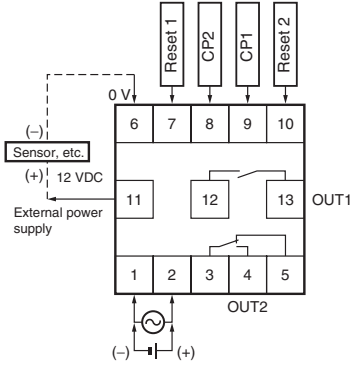 Reset 1
CP2
CP1
Reset 2
0 V
6 7 8 9 10
(−)
Sensor, etc.
(+) 12 VDC
11 12 13 OUT1
External power
supply
1 2 3 4 5
OUT2
(−) (+)